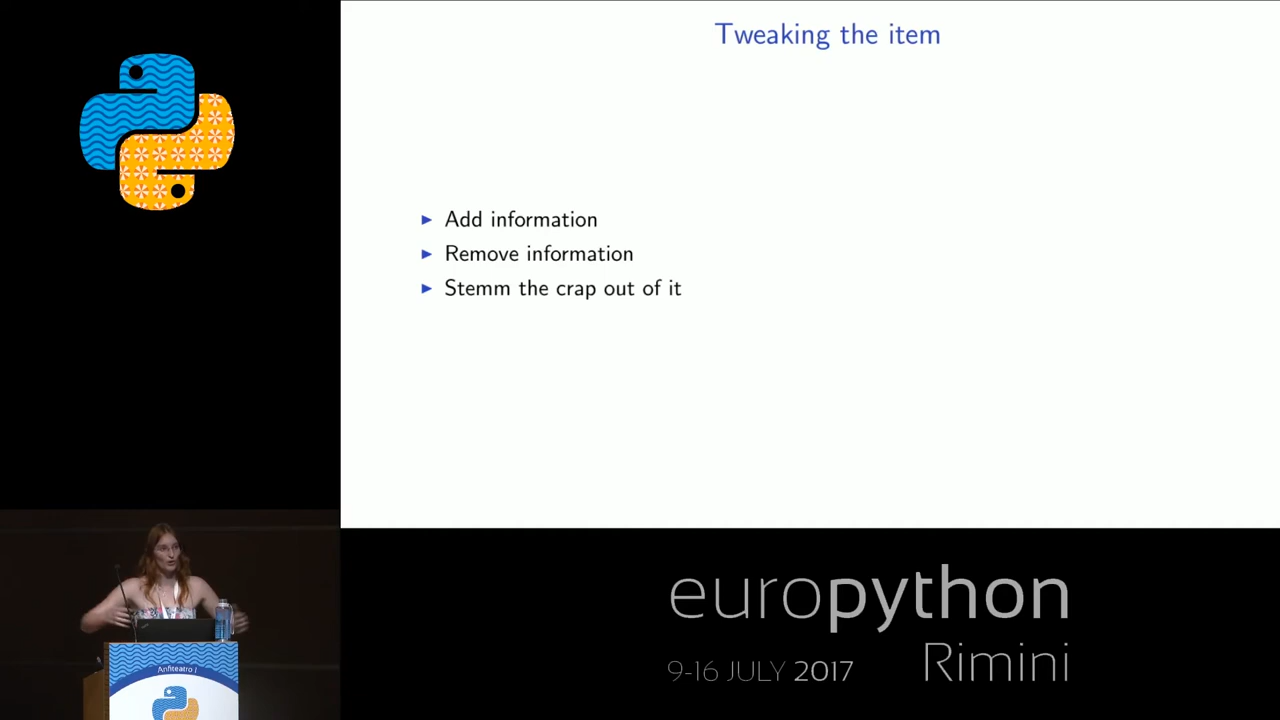 Tweaking the item
Add information
Remove information
Stemm the crap out of it
Anfiteatro I
europython
9-16 JULY 2017
Rimini